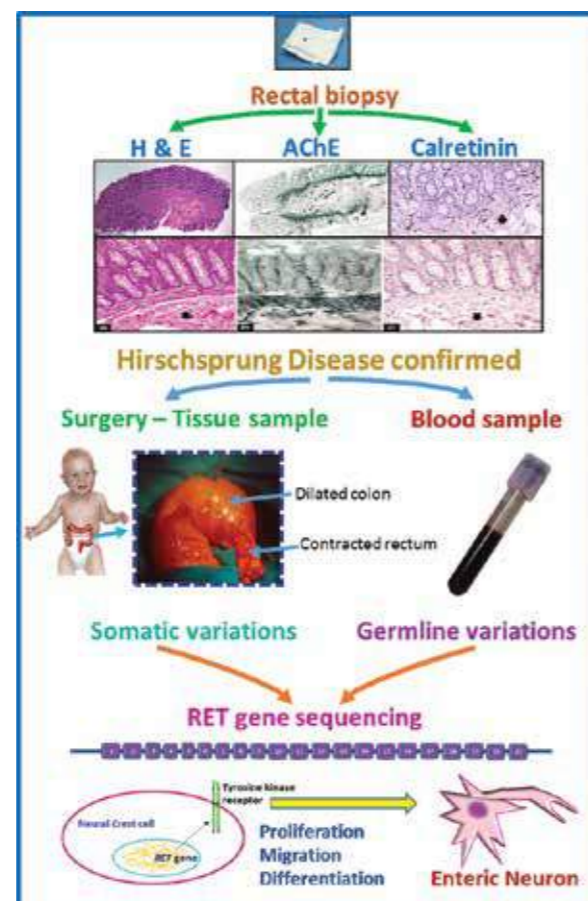 Rectal biopsy
H & E
AChE
Calretinin
Hirschsprung Disease confirmed
Surgery – Tissue sample
Blood sample
Dilated colon
Contracted rectum
Somatic variations
Germline variations
RET gene sequencing
Tyrosine kinase
receptor
Neural Crest cell
RET gene
Proliferation
Migration
Differentiation
Enteric Neuron